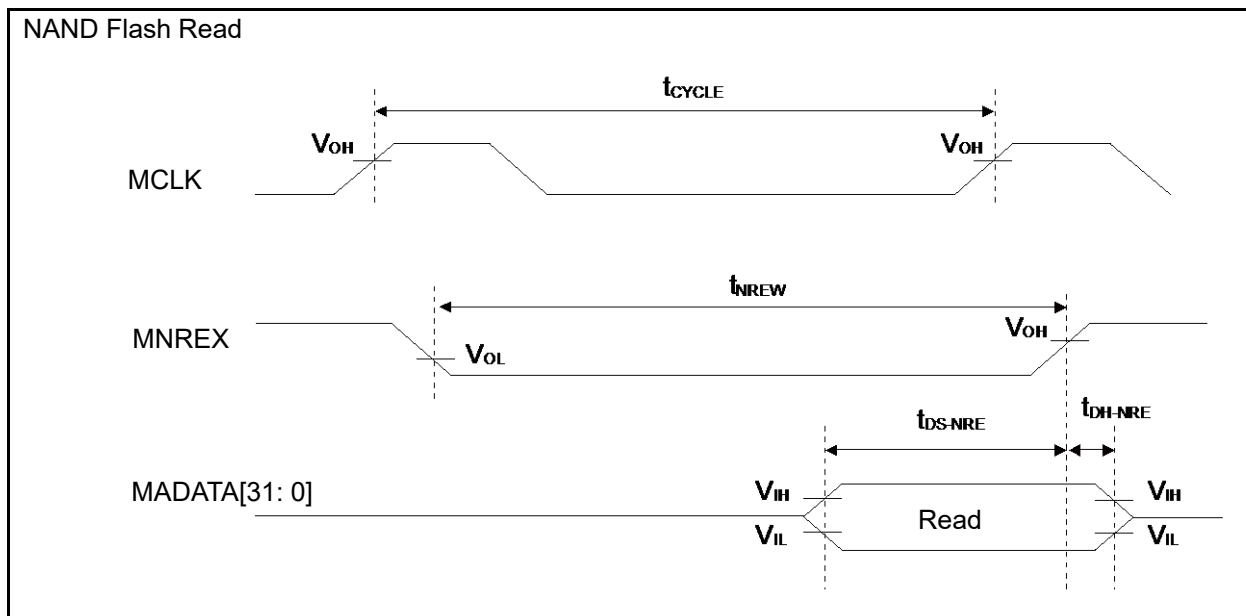 NAND Flash Read
tCYCLE
VOH
VOH
MCLK
tNREW
VOH
MNREX
VOL
tDS-NRE
tDH-NRE
MADATA[31: 0]
VIH
VIH
Read
VIL
VIL